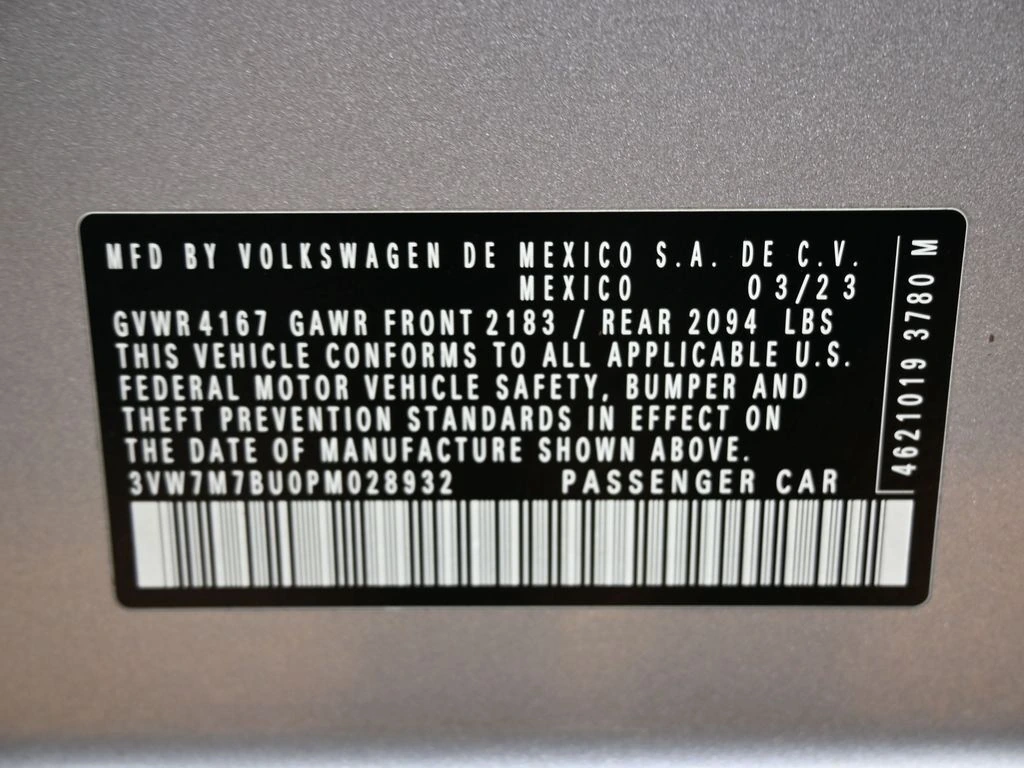 MFD BY VOLKSWAGEN DE MEXICO S.A. DE C.V.
MEXICO 03/23
GVWR 4167 GAWR FRONT 2183 / REAR 2094 LBS
THIS VEHICLE CONFORMS TO ALL APPLICABLE U.S.
FEDERAL MOTOR VEHICLE SAFETY, BUMPER AND
THEFT PREVENTION STANDARDS IN EFFECT ON
THE DATE OF MANUFACTURE SHOWN ABOVE.
3VW7M7BU0PM028932 PASSENGER CAR
4621019 3780 M